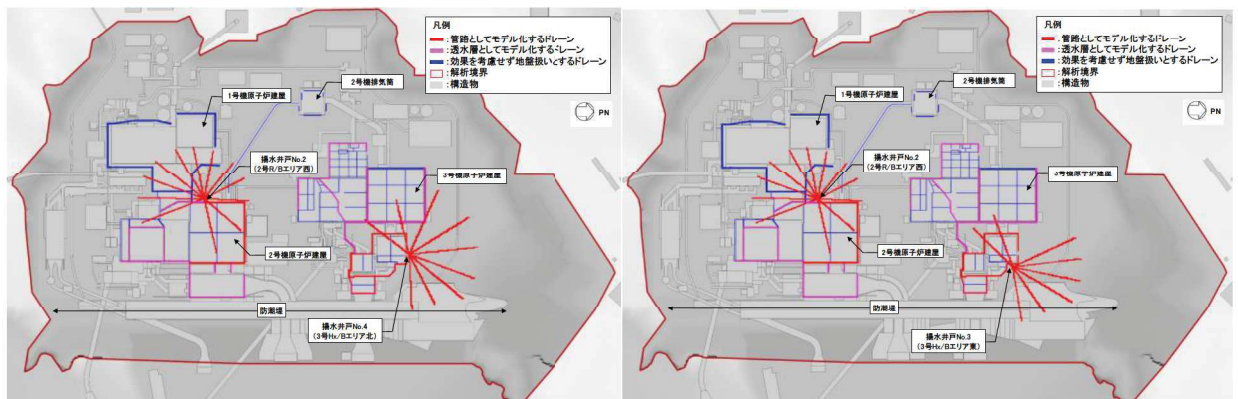 凡例
:管路としてモデル化するドレーン
:透水層としてモデル化するドレーン
:効果を考慮せず地盤扱いとするドレーン
:解析境界
:構造物
PN
2号機排気筒
1号機原子炉建屋
揚水井戸No.2
(2号R/Bエリア西)
3号機原子炉建屋
2号機原子炉建屋
防潮堤
揚水井戸No.4
(3号Hx/Bエリア北)
凡例
:管路としてモデル化するドレーン
:透水層としてモデル化するドレーン
:効果を考慮せず地盤扱いとするドレーン
:解析境界
:構造物
PN
2号機排気筒
1号機原子炉建屋
揚水井戸No.2
(2号R/Bエリア西)
3号機原子炉建屋
2号機原子炉建屋
防潮堤
揚水井戸No.3
(3号Hx/Bエリア東)